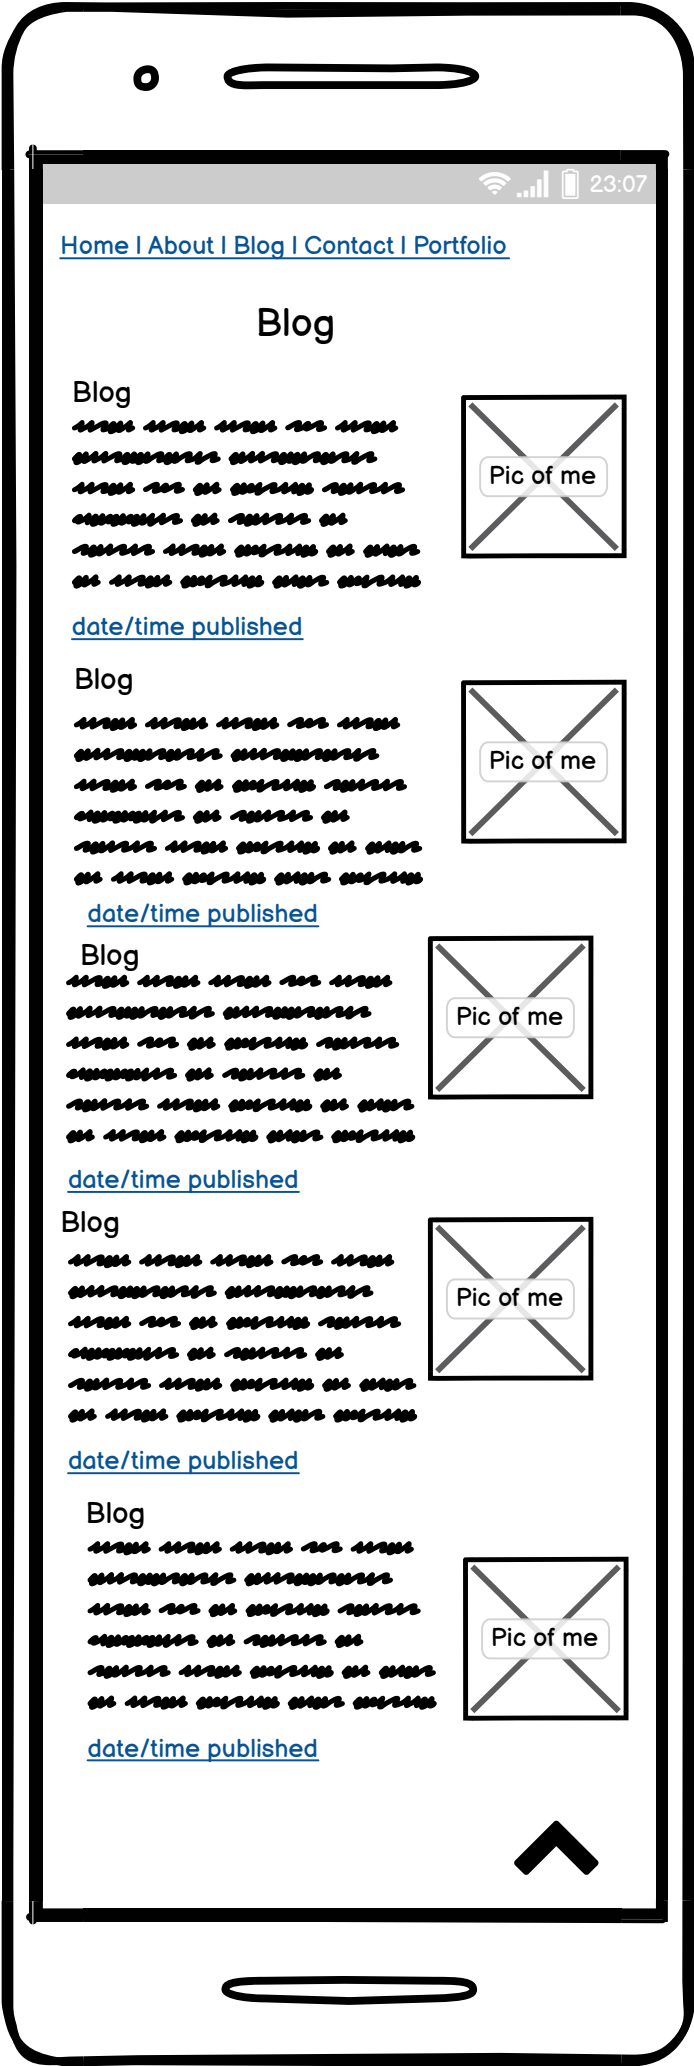 23:07
Home | About | Blog | Contact | Portfolio
Blog
Blog
Pic of me
date/time published
Blog
Pic of me
date/time published
Blog
Pic of me
date/time published
Blog
Pic of me
date/time published
Blog
Pic of me
date/time published